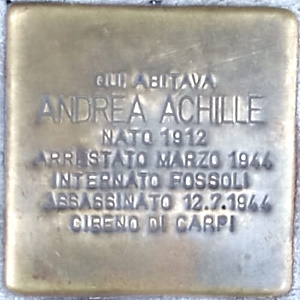 QUI ABITAVA
ANDREA ACHILLE
NATO 1912
ARRESTATO MARZO 1944
INTERNATO FOSSOLI
ASSASSINATO 12.7.1944
CIBENO DI CARPI